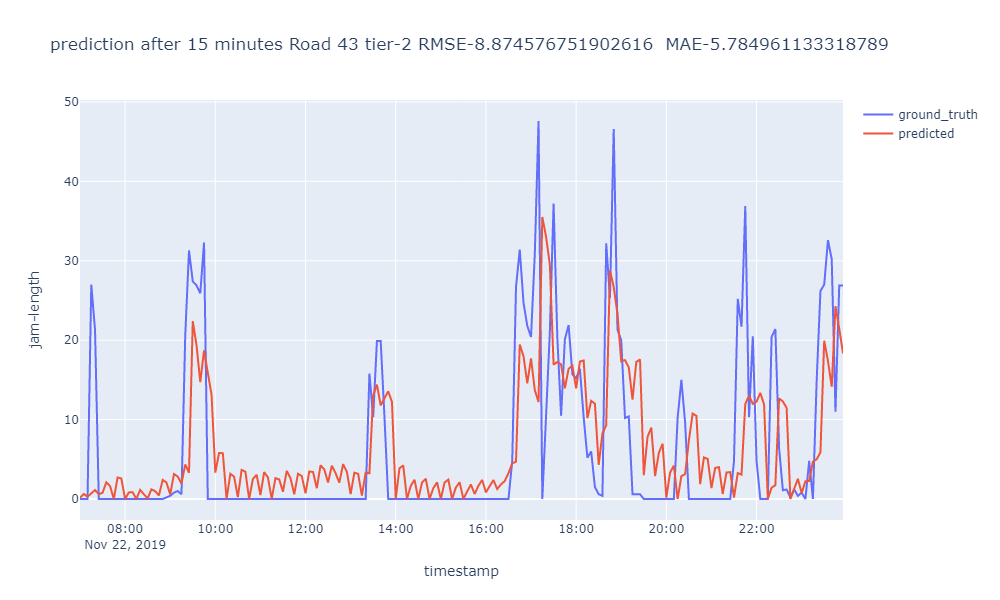 prediction after 15 minutes Road 43 tier-2 RMSE-8.874576751902616  MAE-5.784961133318789
ground_truth
predicted
jam-length
50
40
30
20
10
0
08:00 10:00 12:00 14:00 16:00 18:00 20:00 22:00
Nov 22, 2019
timestamp